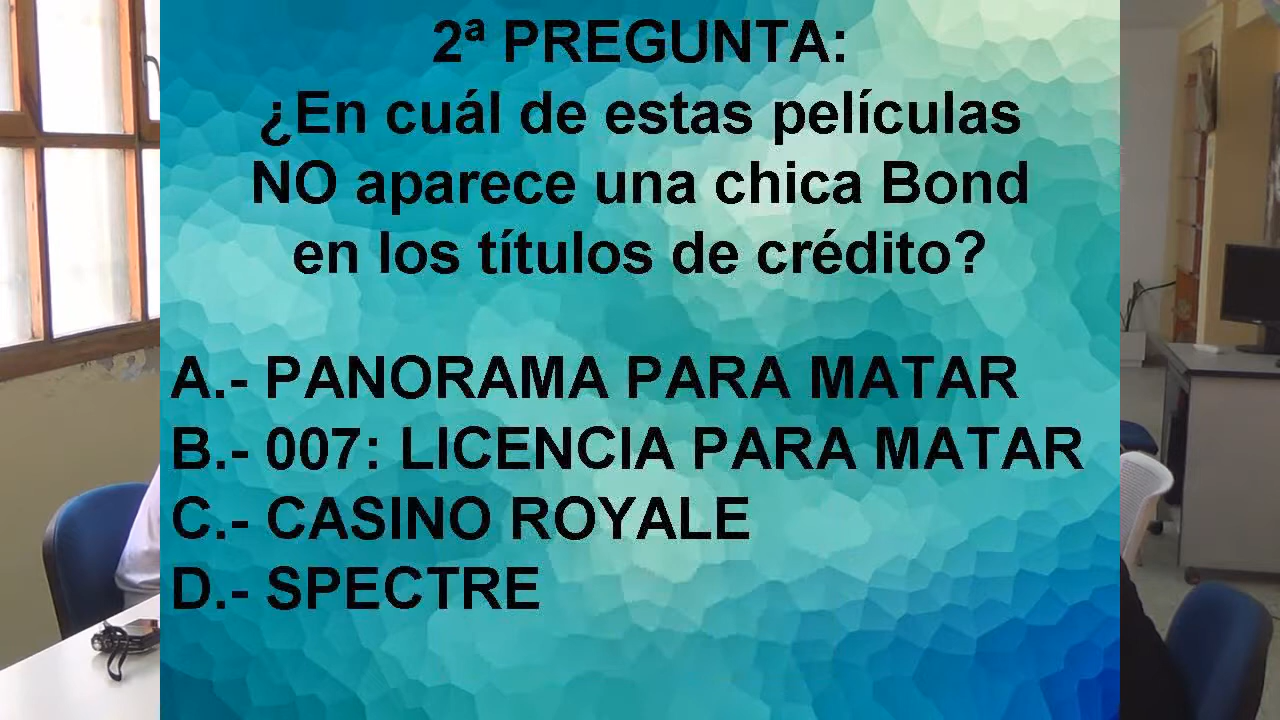 2ª PREGUNTA:
¿En cuál de estas películas
NO aparece una chica Bond
en los títulos de crédito?
A.- PANORAMA PARA MATAR
B.- 007: LICENCIA PARA MATAR
C.- CASINO ROYALE
D.- SPECTRE